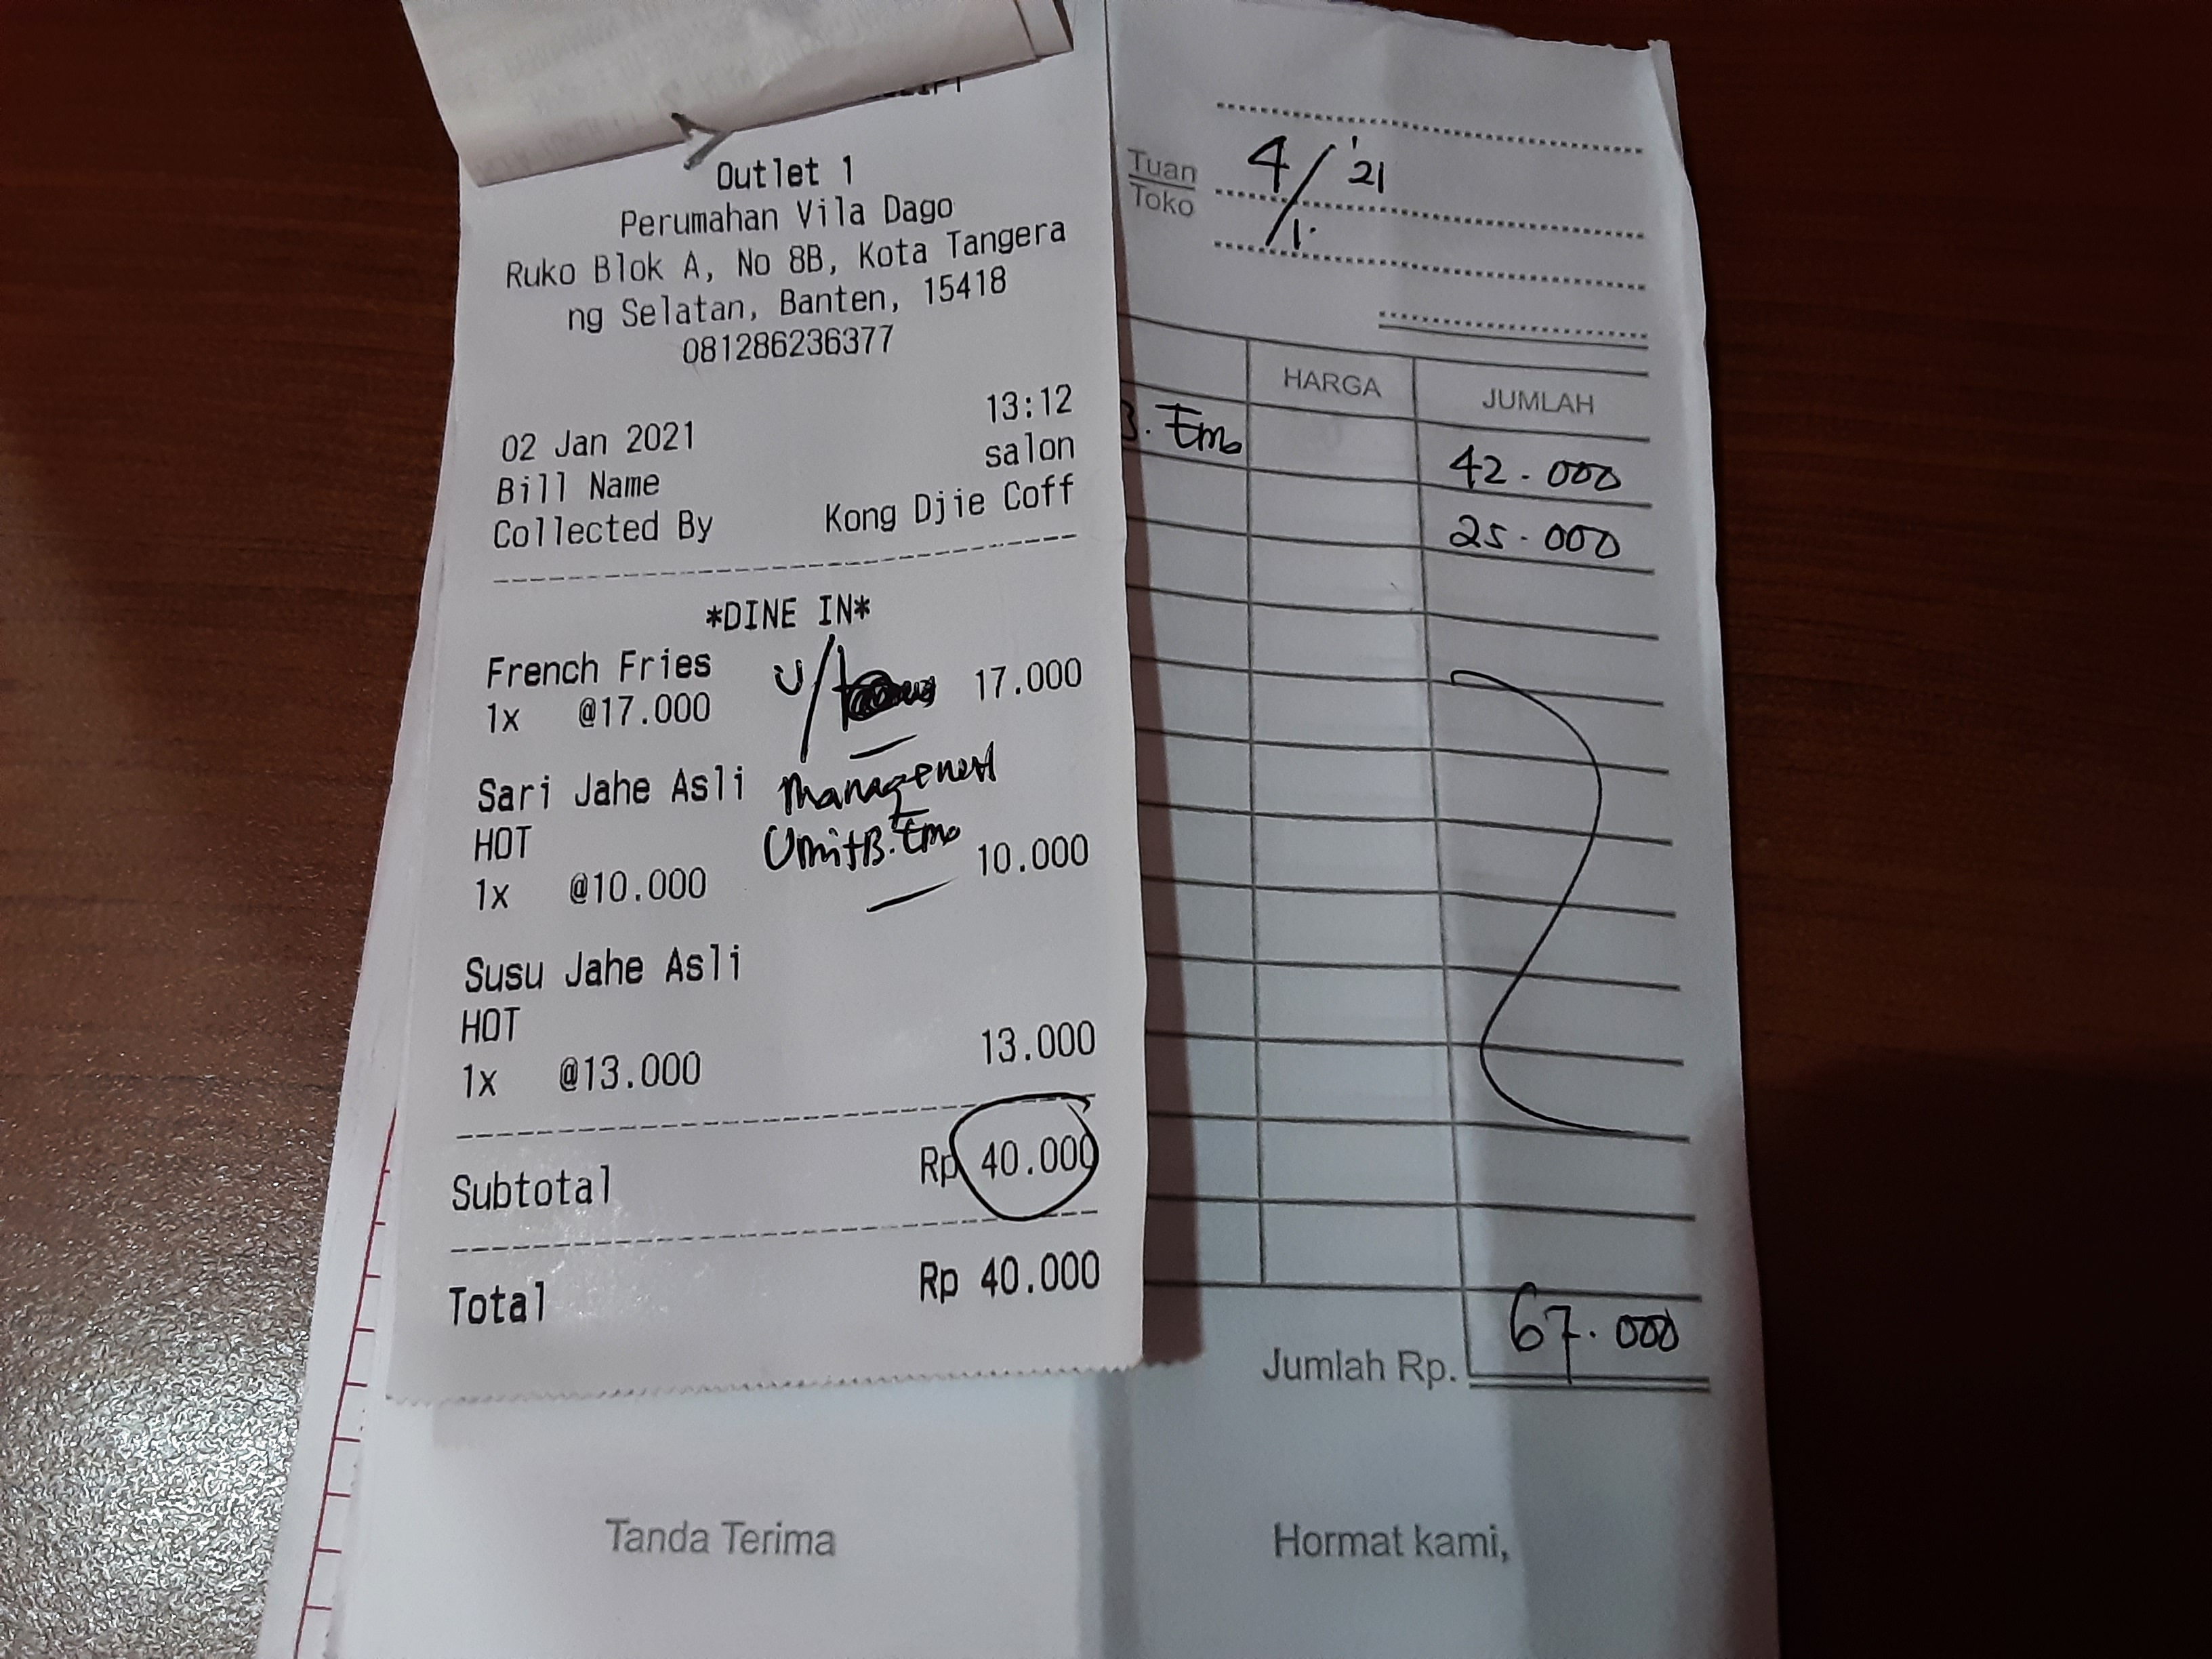 Outlet 1
Perumahan Vila Dago
Ruko Blok A, No 8B, Kota Tangera
ng Selatan, Banten, 15418
081286236377
13:12
02 Jan 2021
Bill Name salon
Collected By Kong Djie Coff
*DINE IN*
French Fries
1x @17.000 17.000
u/
Management
Sari Jahe Asli
HOT
B. Emo
1x @10.000 10.000
Susu Jahe Asli
HOT
1x @13.000 13.000
Subtotal Rp 40.000
Total Rp 40.000
Tuan
Toko
4/1 '21
HARGA JUMLAH
B. Emo 42.000
25.000
Jumlah Rp. 67.000
Tanda Terima Hormat kami,